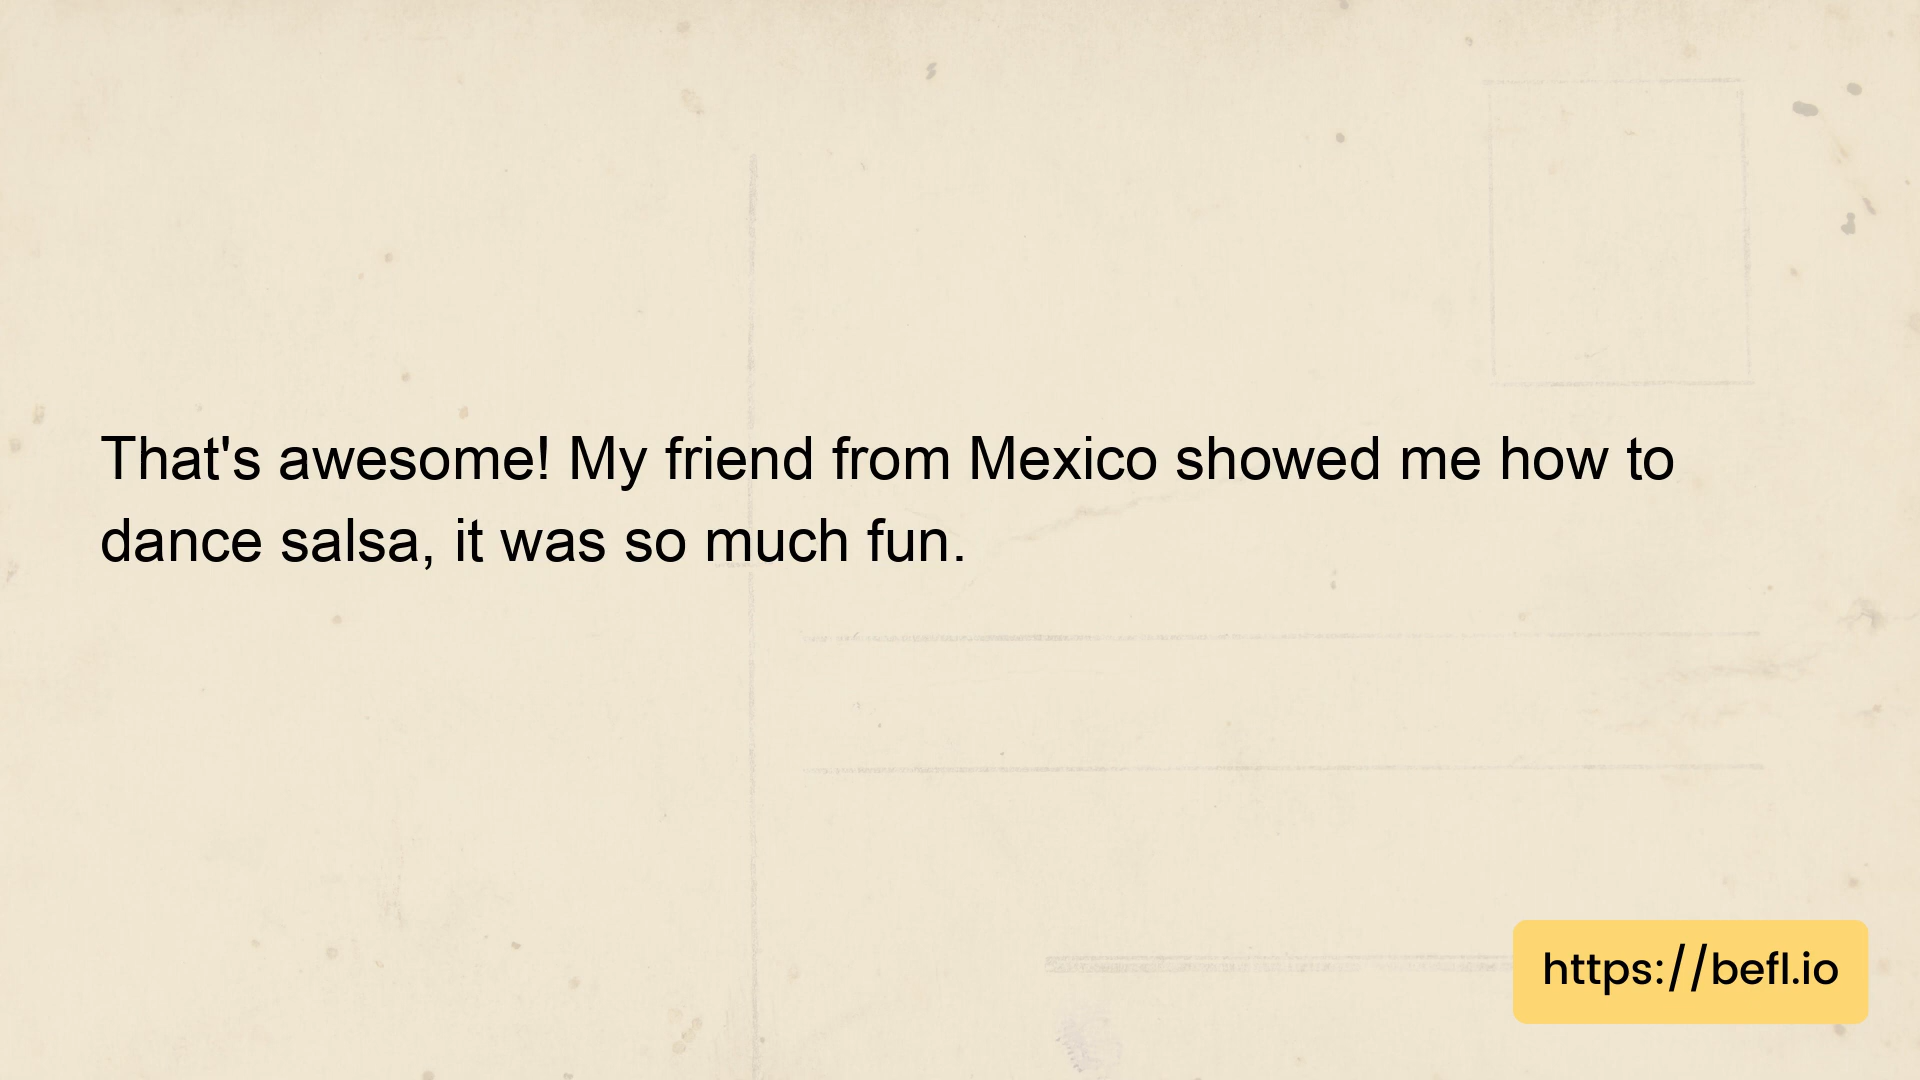 That's awesome! My friend from Mexico showed me how to
dance salsa, it was so much fun.
https://befl.io